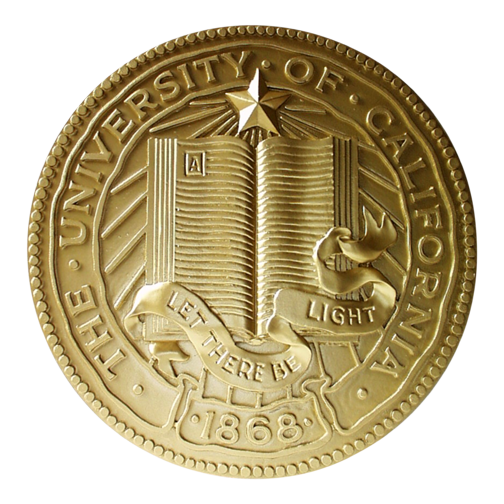 · THE · UNIVERSITY · OF · CALIFORNIA ·
A
LET THERE BE
LIGHT
· 1868 ·